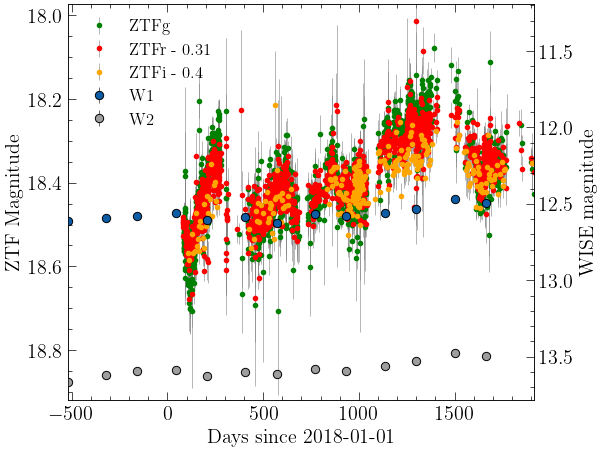 ZTFg
ZTFr - 0.31
ZTFi - 0.4
W1
W2
18.0
18.2
18.4
18.6
18.8
ZTF Magnitude
11.5
12.0
12.5
13.0
13.5
WISE magnitude
−500 0 500 1000 1500
Days since 2018-01-01